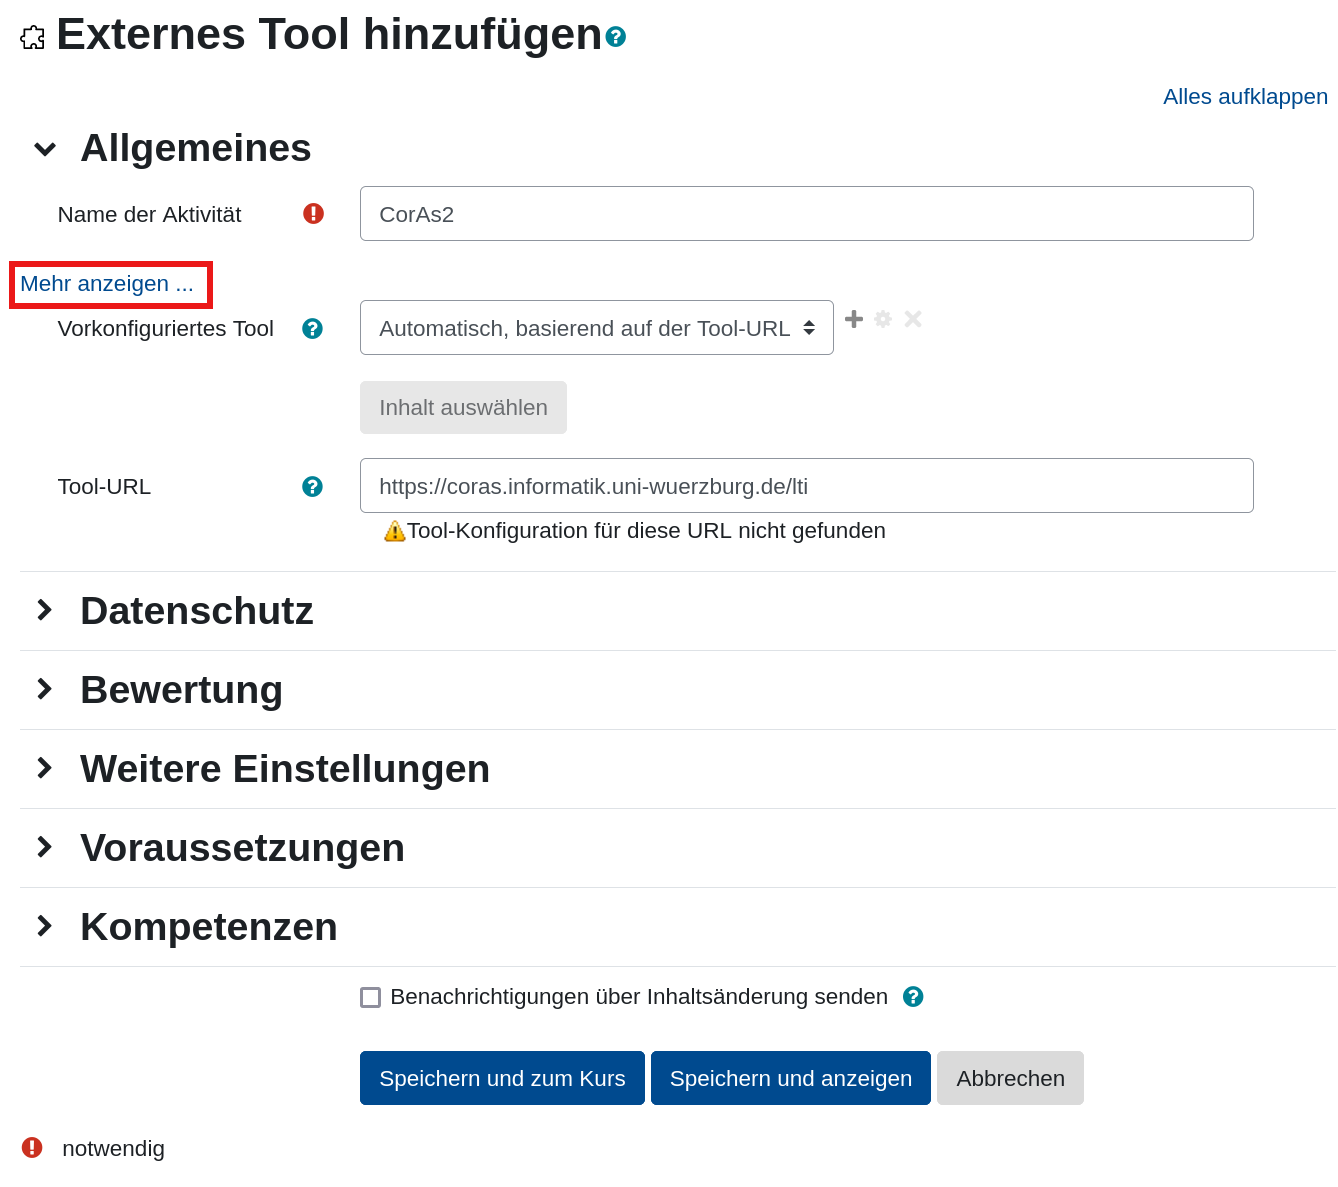 Externes Tool hinzufügen
Alles aufklappen
Allgemeines
Name der Aktivität
CorAs2
Mehr anzeigen ...
Vorkonfiguriertes Tool
Automatisch, basierend auf der Tool-URL
Inhalt auswählen
Tool-URL
https://coras.informatik.uni-wuerzburg.de/lti
Tool-Konfiguration für diese URL nicht gefunden
Datenschutz
Bewertung
Weitere Einstellungen
Voraussetzungen
Kompetenzen
Benachrichtigungen über Inhaltsänderung senden
Speichern und zum Kurs
Speichern und anzeigen
Abbrechen
notwendig